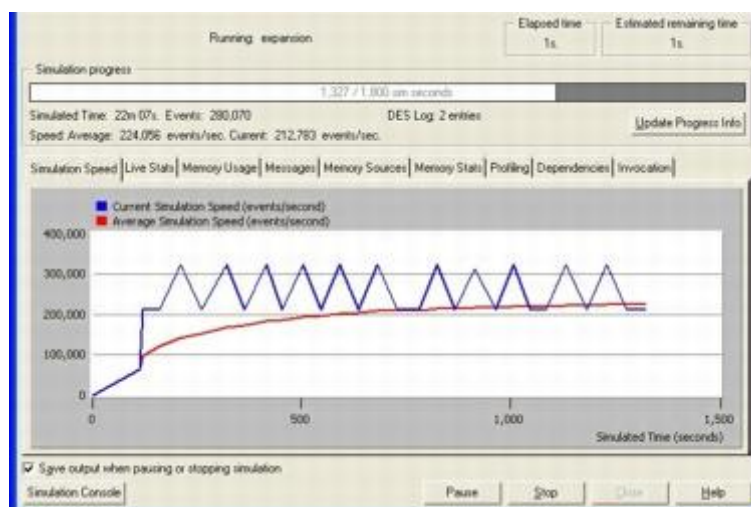 Running: expansion
Elapsed time
1s.
Estimated remaining time
1s.
Simulation progress
1,327 / 1,800 sim seconds
Simulated Time: 22m 07s. Events: 280,070
DES Log: 2 entries
Speed: Average: 224,056 events/sec. Current: 212,783 events/sec.
Update Progress Info
Simulation Speed Live Stats Memory Usage Messages Memory Sources Memory Stats Profiling Dependencies Invocation
Current Simulation Speed (events/second)
Average Simulation Speed (events/second)
400,000
300,000
200,000
100,000
0
0 500 1,000 1,500
Simulated Time (seconds)
Save output when pausing or stopping simulation
Simulation Console Pause Stop Close Help